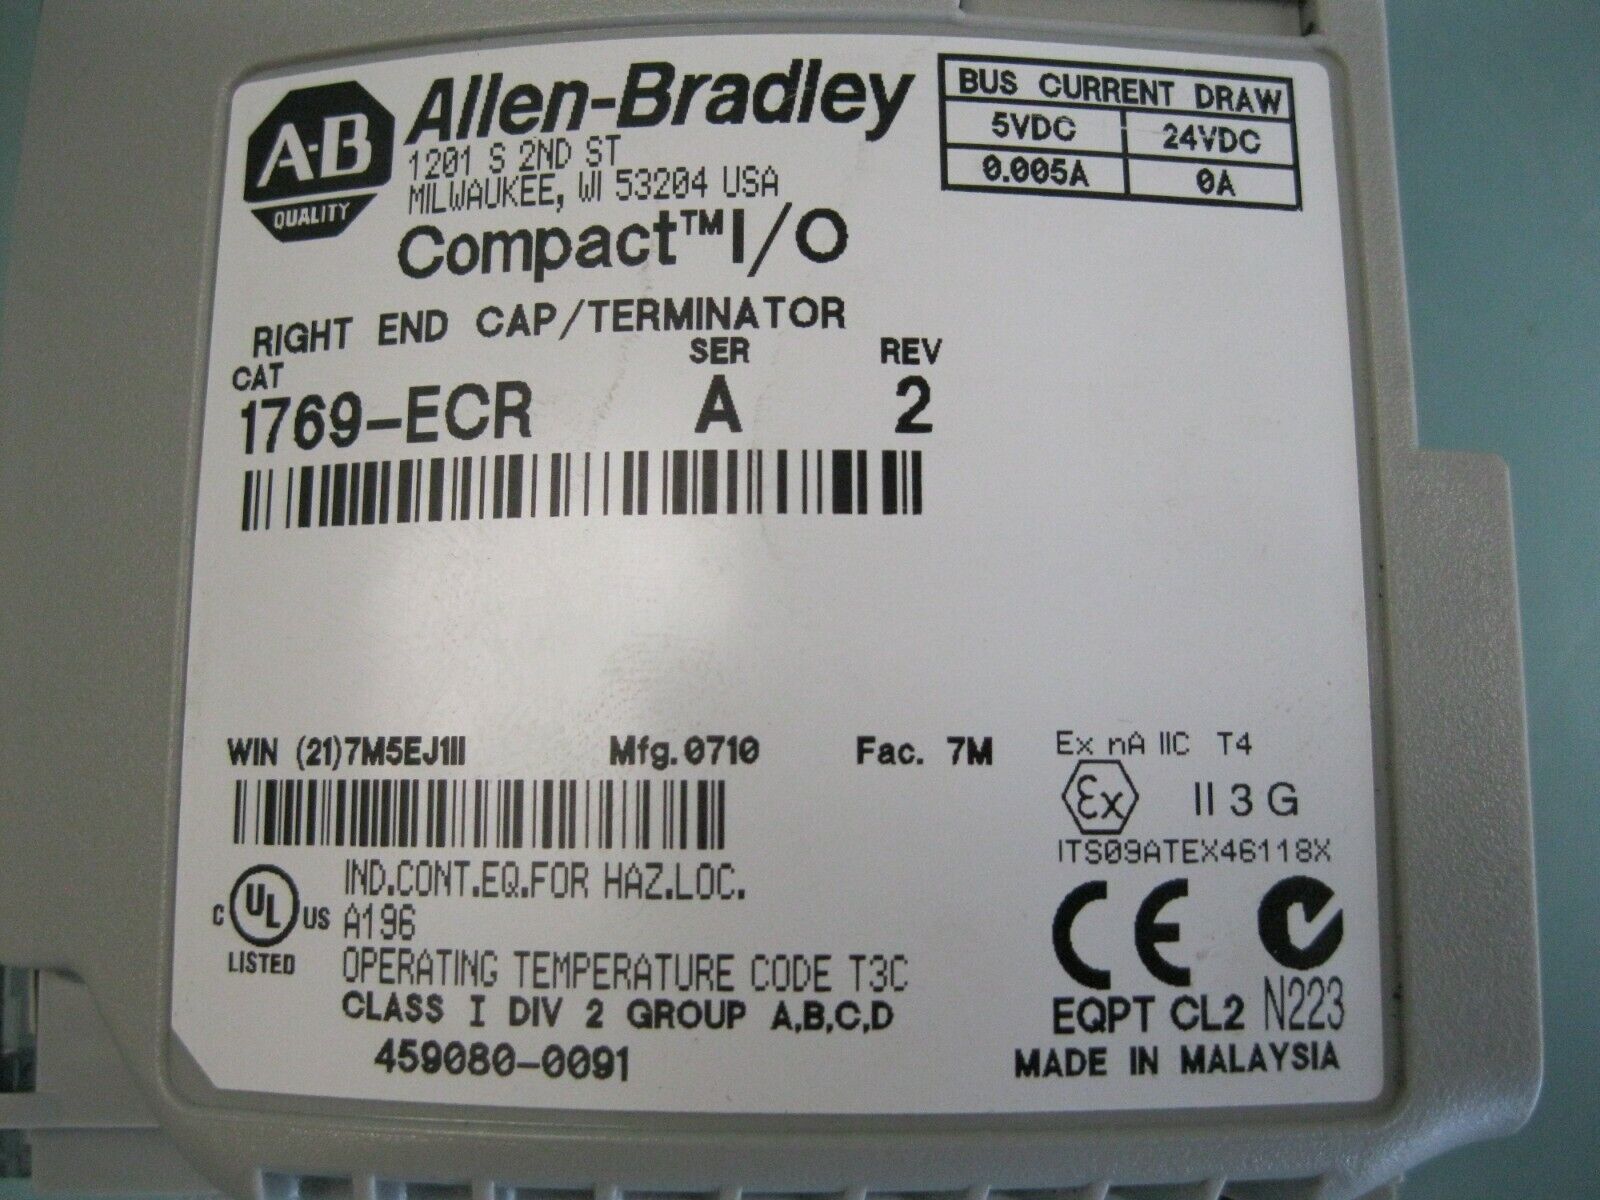 A-B
QUALITY
Allen-Bradley
1201 S 2ND ST
MILWAUKEE, WI 53204 USA
BUS CURRENT DRAW
5VDC 24VDC
0.005A 0A
Compact™ I/O
RIGHT END CAP/TERMINATOR
CAT SER REV
1769-ECR A 2
WIN (21)7M5EJ1III Mfg.0710 Fac. 7M
Ex nA IIC T4
Ex II 3 G
ITS09ATEX46118X
C UL US
LISTED
IND.CONT.EQ.FOR HAZ.LOC.
A196
OPERATING TEMPERATURE CODE T3C
CLASS I DIV 2 GROUP A,B,C,D
459080-0091
CE
EQPT CL2 N223
MADE IN MALAYSIA